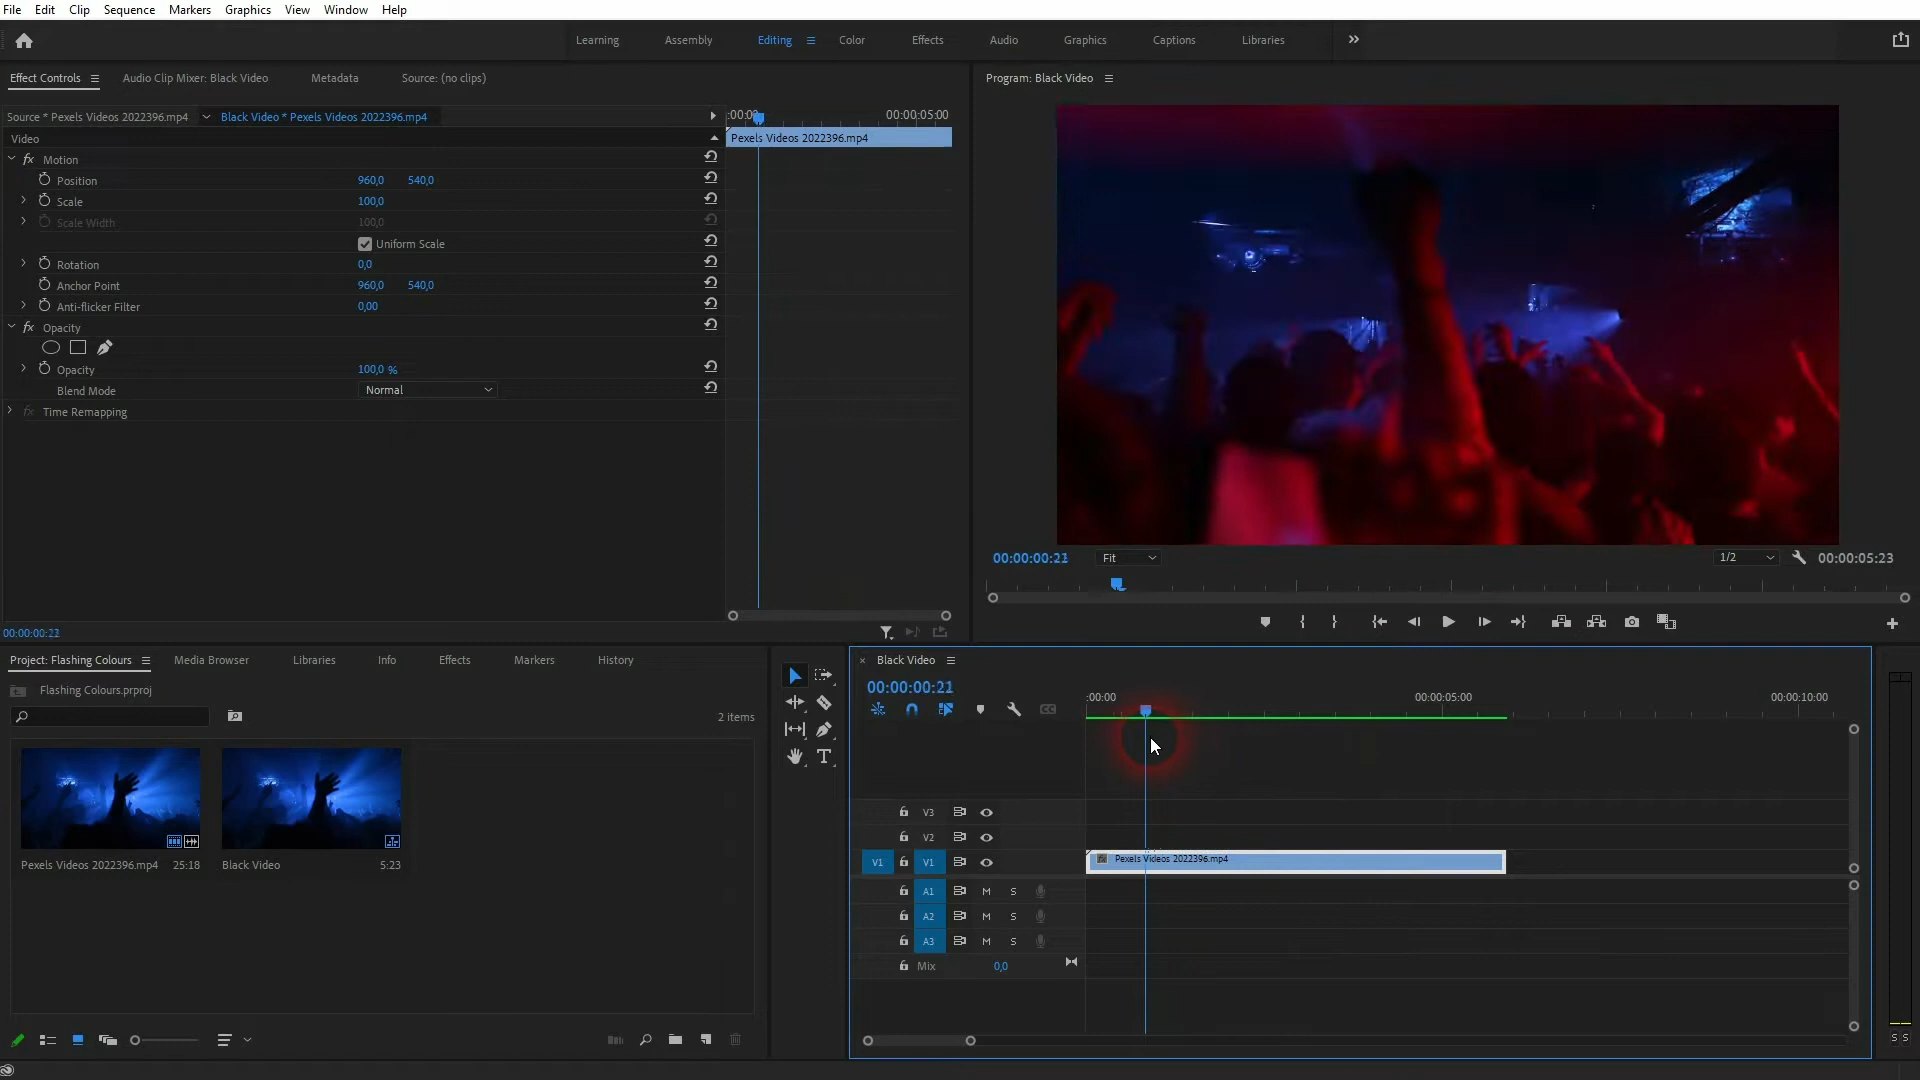 File Edit Clip Sequence Markers Graphics View Window Help
Learning Assembly Editing Color Effects Audio Graphics Captions Libraries
Effect Controls Audio Clip Mixer: Black Video Metadata Source: (no clips)
Program: Black Video
Source * Pexels Videos 2022396.mp4 Black Video * Pexels Videos 2022396.mp4
:00:00 00:00:05:00
Video
Pexels Videos 2022396.mp4
fx Motion
Position 960,0 540,0
Scale 100,0
Scale Width 100,0
Uniform Scale
Rotation 0,0
Anchor Point 960,0 540,0
Anti-flicker Filter 0,00
fx Opacity
Opacity 100,0 %
Blend Mode Normal
fx Time Remapping
00:00:00:21 Fit 1/2 00:00:05:23
Project: Flashing Colours Media Browser Libraries Info Effects Markers History
Flashing Colours.prproj
2 items
Pexels Videos 2022396.mp4 25:18
Black Video 5:23
Black Video
00:00:00:21
:00:00 00:00:05:00 00:00:10:00
V3
V2
V1 V1
Pexels Videos 2022396.mp4
A1 M S
A2 M S
A3 M S
Mix 0,0
S S